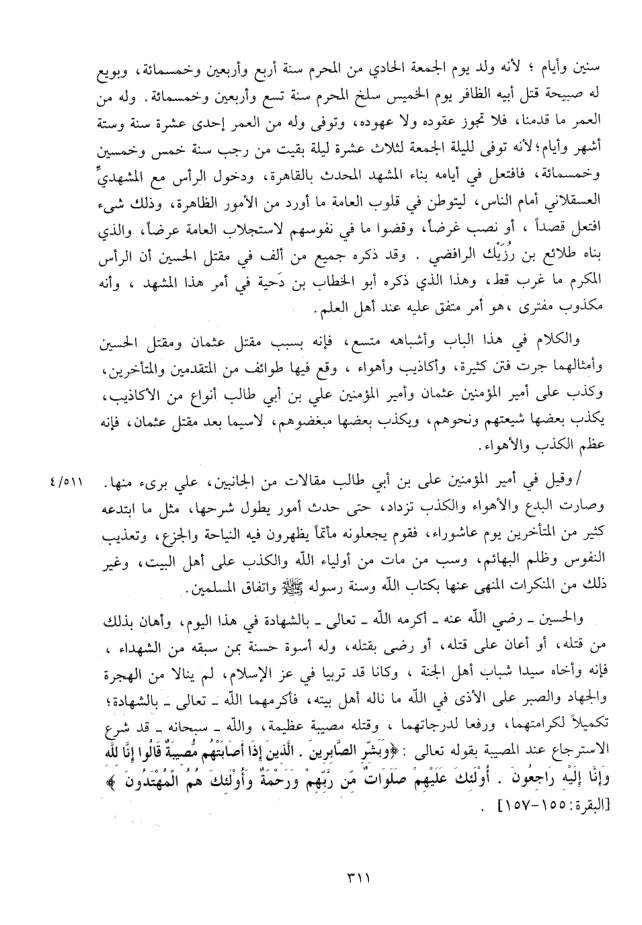 سنين وأيام ؛ لأنه ولد يوم الجمعة الحادي من المحرم سنة أربع وأربعين وخمسمائة، وبويع
له صبيحة قتل أبيه الظافر يوم الخميس سلخ المحرم سنة تسع وأربعين وخمسمائة . وله من
العمر ما قدمنا، فلا تجوز عقوده ولا عهوده، وتوفى وله من العمر إحدى عشرة سنة وستة
أشهر وأيام؛ لأنه توفى لليلة الجمعة لثلاث عشرة ليلة بقيت من رجب سنة خمس وخمسين
وخمسمائة، فافتعل في أيامه بناء المشهد المحدث بالقاهرة، ودخول الرأس مع المشهديِّ
العسقلاني أمام الناس، ليتوطن في قلوب العامة ما أورد من الأمور الظاهرة، وذلك شىء
افتعل قصداً ، أو نصب غرضاً، وقضوا ما في نفوسهم لاستجلاب العامة عرضاً، والذي
بناه طلائع بن رُزَيْك الرافضي . وقد ذكره جميع من ألف في مقتل الحسين أن الرأس
المكرم ما غرب قط، وهذا الذي ذكره أبو الخطاب بن دَحية في أمر هذا المشهد ، وأنه
مكذوب مفترى ،هو أمر متفق عليه عند أهل العلم.
والكلام في هذا الباب وأشباهه متسع، فإنه بسبب مقتل عثمان ومقتل الحسين
وأمثالهما جرت فتن كثيرة، وأكاذيب وأهواء ، وقع فيها طوائف من المتقدمين والمتأخرين،
وكذب على أمير المؤمنين عثمان وأمير المؤمنين علي بن أبي طالب أنواع من الأكاذيب،
يكذب بعضها شيعتهم ونحوهم، ويكذب بعضها مبغضوهم، لاسيما بعد مقتل عثمان، فإنه
عظم الكذب والأهواء.
٤/٥١١ / وقيل في أمير المؤمنين على بن أبي طالب مقالات من الجانبين، علي برىء منها.
وصارت البدع والأهواء والكذب تزداد، حتى حدث أمور يطول شرحها، مثل ما ابتدعه
كثير من المتأخرين يوم عاشوراء، فقوم يجعلونه مأتماً يظهرون فيه النياحة والجزع، وتعذيب
النفوس وظلم البهائم، وسب من مات من أولياء الله والكذب على أهل البيت، وغير
ذلك من المنكرات المنهى عنها بكتاب الله وسنة رسوله ﷺ واتفاق المسلمين.
والحسين ـ رضي الله عنه ـ أكرمه الله ـ تعالى ـ بالشهادة في هذا اليوم، وأهان بذلك
من قتله، أو أعان على قتله، أو رضى بقتله، وله أسوة حسنة بمن سبقه من الشهداء ،
فإنه وأخاه سيدا شباب أهل الجنة ، وكانا قد تربيا في عز الإسلام، لم ينالا من الهجرة
والجهاد والصبر على الأذى في الله ما ناله أهل بيته، فأكرمهما الله ـ تعالى ـ بالشهادة؛
تكميلاً لكرامتهما، ورفعا لدرجاتهما ، وقتله مصيبة عظيمة، والله ـ سبحانه ـ قد شرع
الاسترجاع عند المصيبة بقوله تعالى : ﴿وَبَشِّرِ الصَّابِرِينَ . الَّذِينَ إِذَا أَصَابَتْهُم مُّصِيبَةٌ قَالُوا إِنَّا لِلَّهِ
وَإِنَّا إِلَيْهِ رَاجِعُونَ . أُولَئِكَ عَلَيْهِمْ صَلَوَاتٌ مِّن رَّبِّهِمْ وَرَحْمَةٌ وَأُولَئِكَ هُمُ الْمُهْتَدُونَ ﴾
[البقرة:١٥٥-١٥٧] .
٣١١